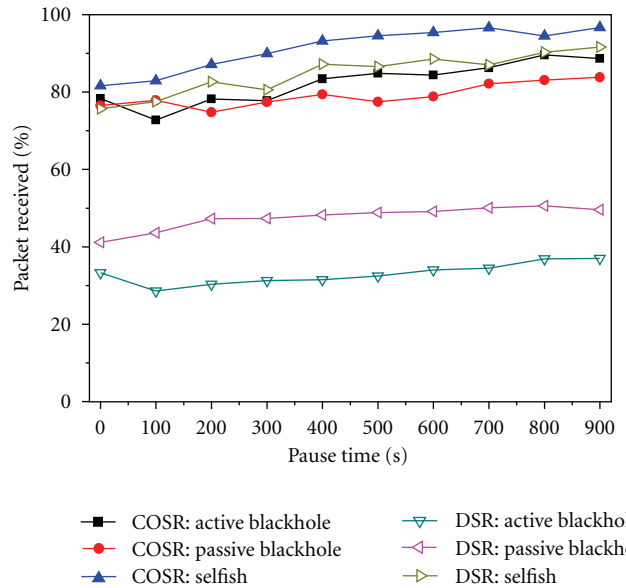 100
80
60
40
20
0
Packet received (%)
0 100 200 300 400 500 600 700 800 900
Pause time (s)
COSR: active blackhole
COSR: passive blackhole
COSR: selfish
DSR: active blackhol
DSR: passive blackho
DSR: selfish